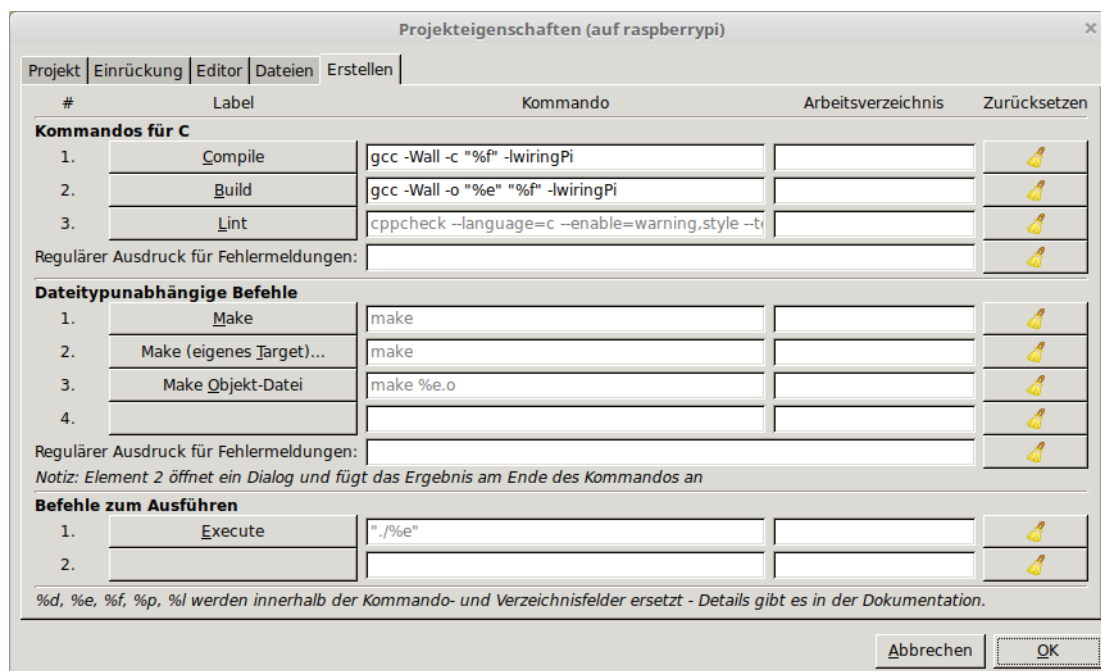 Projekteigenschaften (auf raspberrypi)
Projekt Einrückung Editor Dateien Erstellen
# Label Kommando Arbeitsverzeichnis Zurücksetzen
Kommandos für C
1. Compile gcc -Wall -c "%f" -lwiringPi
2. Build gcc -Wall -o "%e" "%f" -lwiringPi
3. Lint cppcheck --language=c --enable=warning,style
Regulärer Ausdruck für Fehlermeldungen:
Dateitypunabhängige Befehle
1. Make make
2. Make (eigenes Target)... make
3. Make Objekt-Datei make %e.o
4.
Regulärer Ausdruck für Fehlermeldungen:
Notiz: Element 2 öffnet ein Dialog und fügt das Ergebnis am Ende des Kommandos an
Befehle zum Ausführen
1. Execute "./%e"
2.
%d, %e, %f, %p, %l werden innerhalb der Kommando- und Verzeichnisfelder ersetzt - Details gibt es in der Dokumentation.
Abbrechen OK